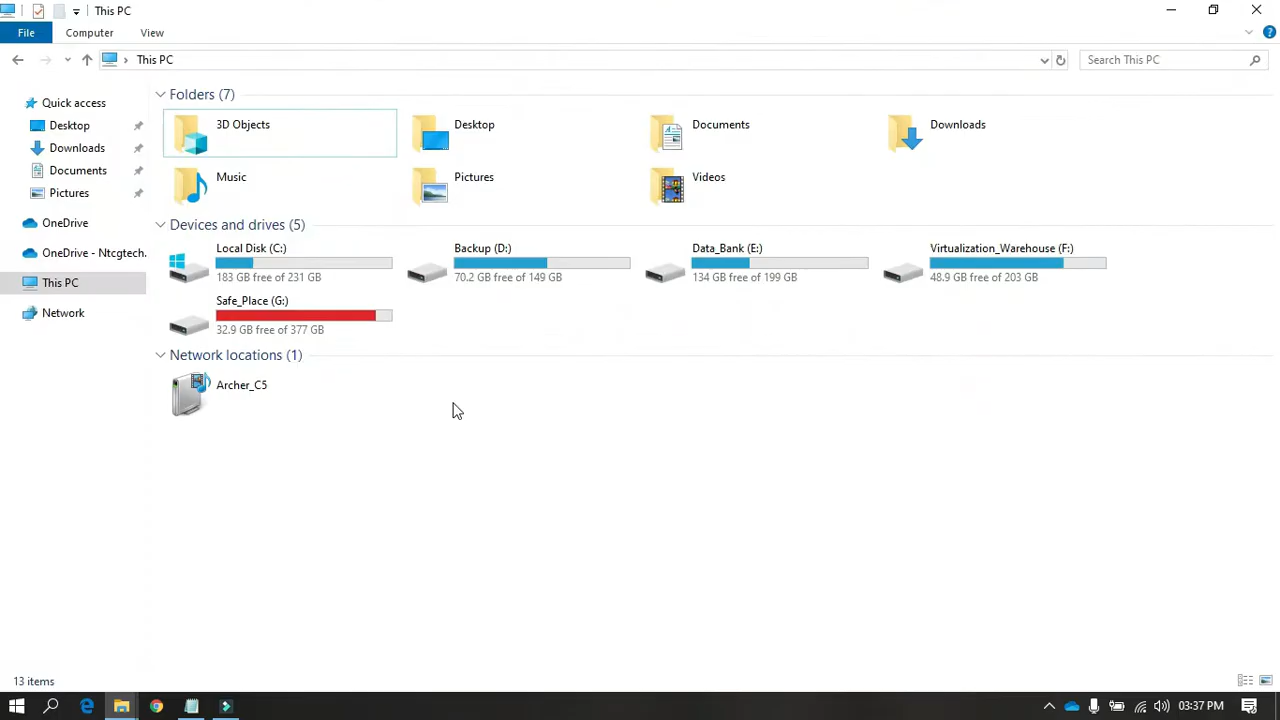 This PC
File
Computer
View
This PC
Search This PC
Quick access
Desktop
Downloads
Documents
Pictures
OneDrive
OneDrive - Ntcgtech.
This PC
Network
Folders (7)
3D Objects
Desktop
Documents
Downloads
Music
Pictures
Videos
Devices and drives (5)
Local Disk (C:)
183 GB free of 231 GB
Backup (D:)
70.2 GB free of 149 GB
Data_Bank (E:)
134 GB free of 199 GB
Virtualization_Warehouse (F:)
48.9 GB free of 203 GB
Safe_Place (G:)
32.9 GB free of 377 GB
Network locations (1)
Archer_C5
13 items
03:37 PM